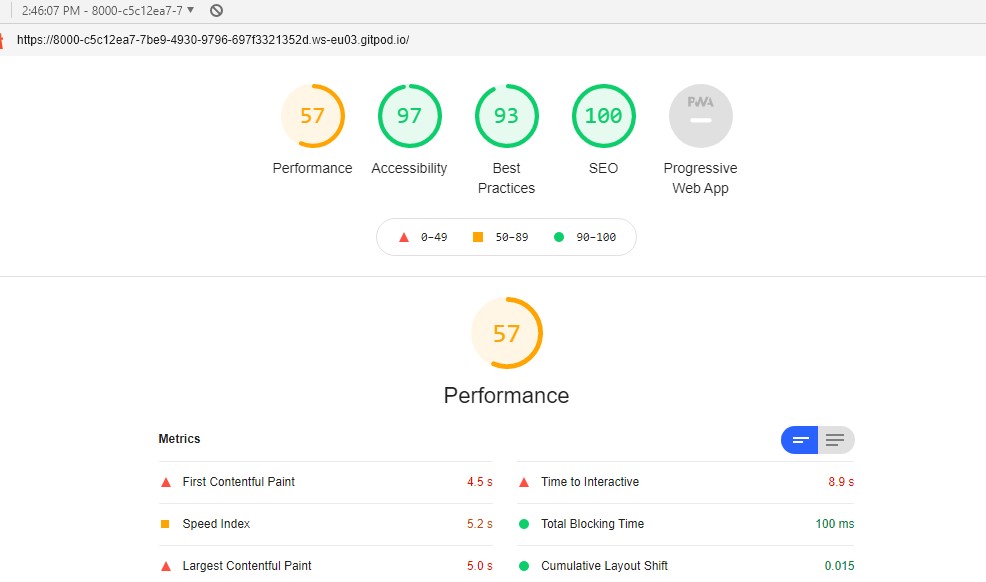 2:46:07 PM - 8000-c5c12ea7-7
https://8000-c5c12ea7-7be9-4930-9796-697f3321352d.ws-eu03.gitpod.io/
57 97 93 100 PWA
Performance Accessibility Best Practices SEO Progressive Web App
0–49 50–89 90–100
57
Performance
Metrics
First Contentful Paint 4.5 s
Time to Interactive 8.9 s
Speed Index 5.2 s
Total Blocking Time 100 ms
Largest Contentful Paint 5.0 s
Cumulative Layout Shift 0.015